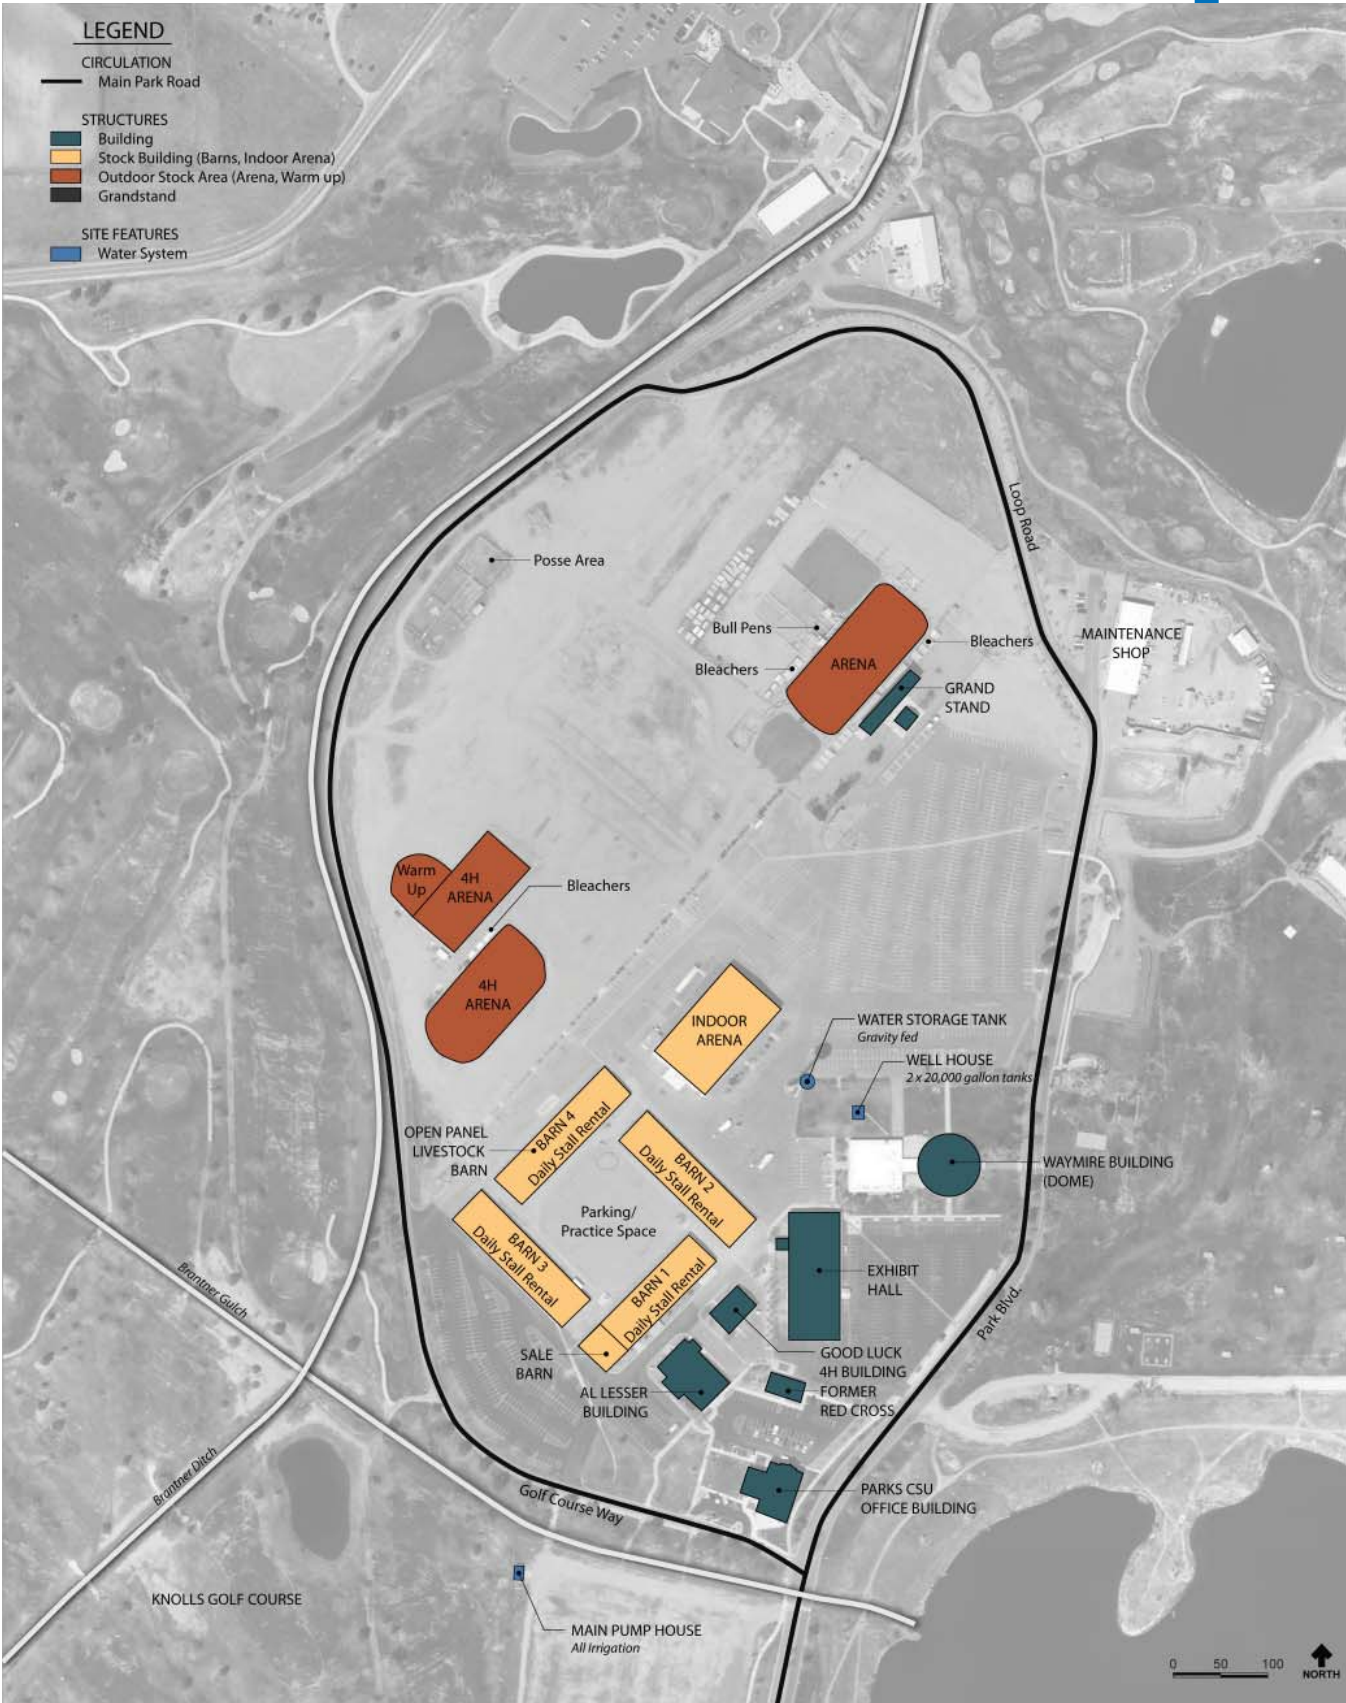 LEGEND
CIRCULATION
Main Park Road
STRUCTURES
Building
Stock Building (Barns, Indoor Arena)
Outdoor Stock Area (Arena, Warm up)
Grandstand
SITE FEATURES
Water System
Loop Road
Posse Area
Bull Pens
Bleachers
Bleachers
ARENA
MAINTENANCE
SHOP
GRAND
STAND
Warm
Up
4H
ARENA
Bleachers
4H
ARENA
INDOOR
ARENA
WATER STORAGE TANK
Gravity fed
WELL HOUSE
2 x 20,000 gallon tanks
OPEN PANEL
LIVESTOCK
BARN
BARN 4
Daily Stall Rental
BARN 2
Daily Stall Rental
WAYMIRE BUILDING
(DOME)
Parking/
Practice Space
BARN 3
Daily Stall Rental
BARN 1
Daily Stall Rental
EXHIBIT
HALL
Park Blvd.
Brantner Gulch
SALE
BARN
GOOD LUCK
4H BUILDING
AL LESSER
BUILDING
FORMER
RED CROSS
Brantner Ditch
Golf Course Way
PARKS CSU
OFFICE BUILDING
KNOLLS GOLF COURSE
MAIN PUMP HOUSE
All Irrigation
0 50 100
NORTH